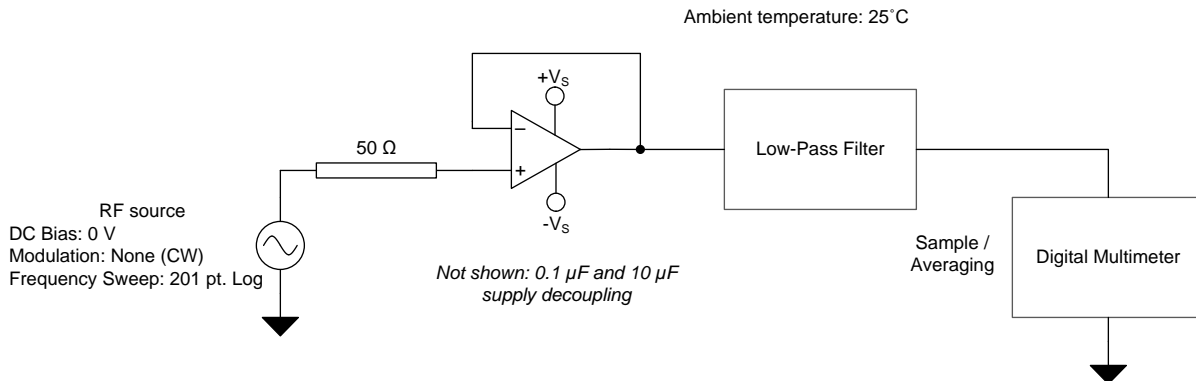 Ambient temperature: 25˚C
+VS
50 Ω
−
+
-VS
Low-Pass Filter
RF source
DC Bias: 0 V
Modulation: None (CW)
Frequency Sweep: 201 pt. Log
Not shown: 0.1 µF and 10 µF
supply decoupling
Sample /
Averaging
Digital Multimeter